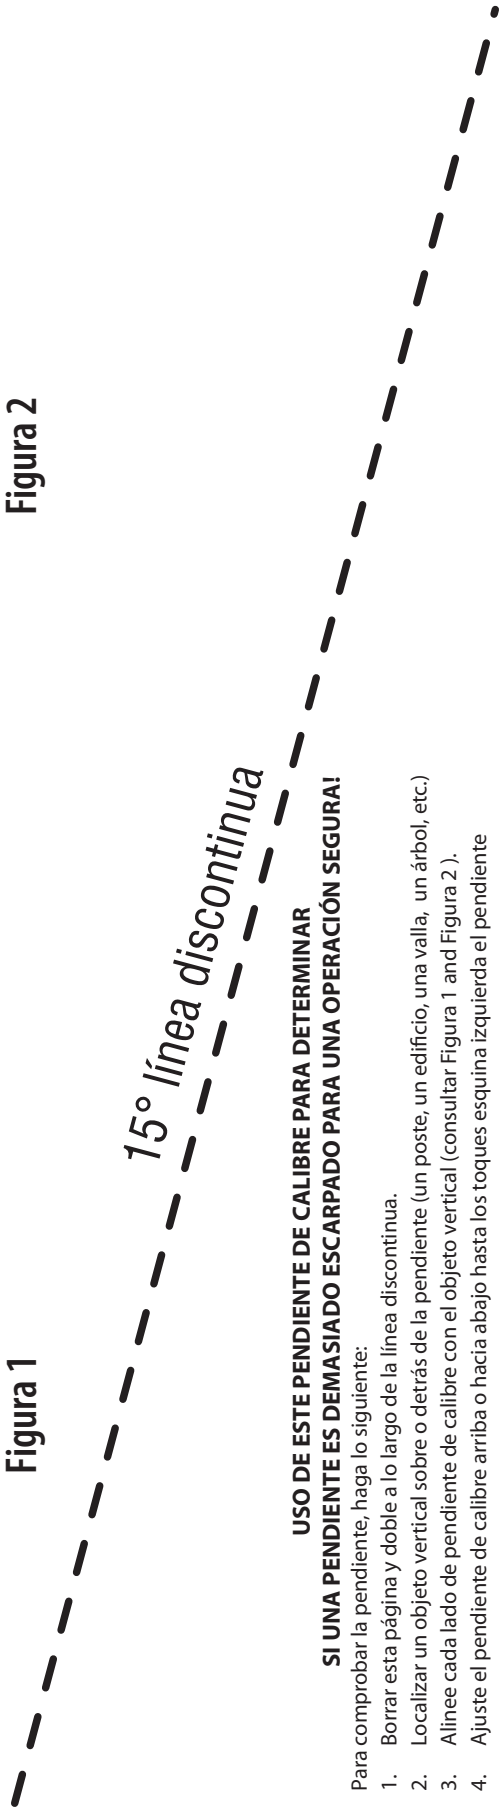 Figura 1
Figura 2
15° línea discontinua
USO DE ESTE PENDIENTE DE CALIBRE PARA DETERMINAR
SI UNA PENDIENTE ES DEMASIADO ESCARPADO PARA UNA OPERACIÓN SEGURA!
Para comprobar la pendiente, haga lo siguiente:
1. Borrar esta página y doble a lo largo de la línea discontinua.
2. Localizar un objeto vertical sobre o detrás de la pendiente (un poste, un edificio, una valla, un árbol, etc.)
3. Alinee cada lado de pendiente de calibre con el objeto vertical (consultar Figura 1 and Figura 2 ).
4. Ajuste el pendiente de calibre arriba o hacia abajo hasta los toques esquina izquierda el pendiente